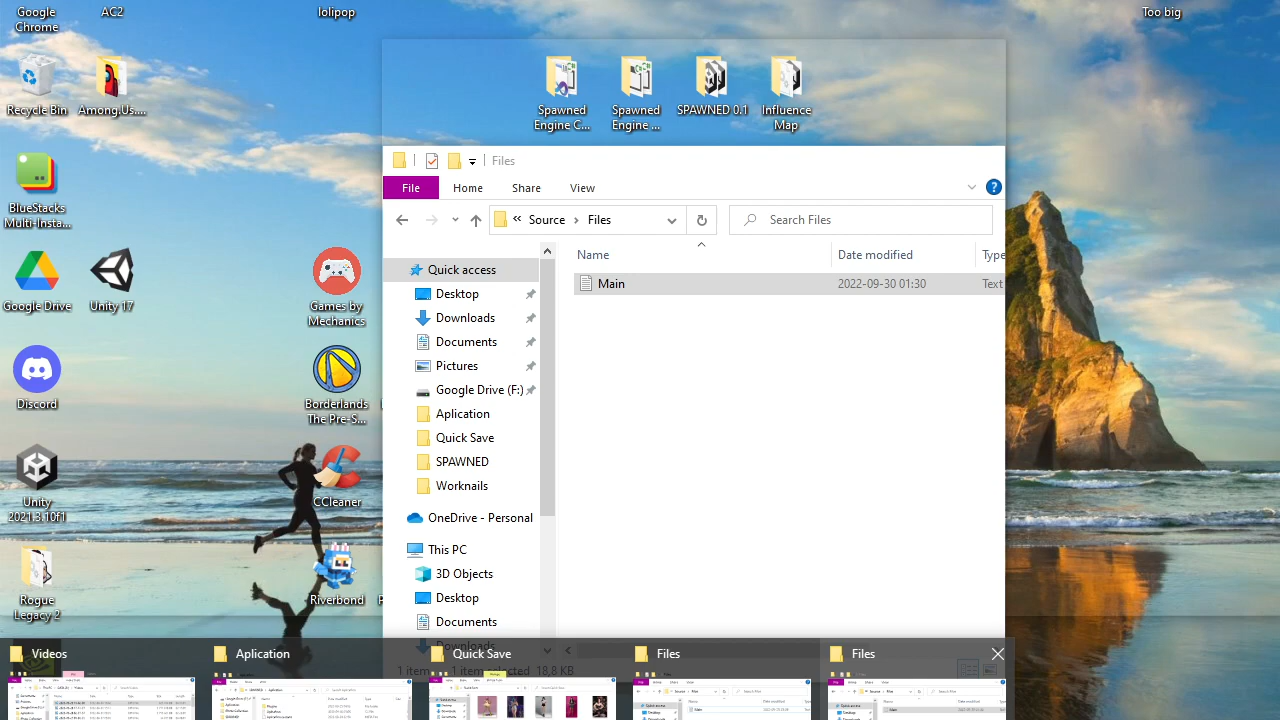 Google
Chrome
AC2
lolipop
Too big
Recycle Bin
Among.Us....
Spawned
Engine C...
Spawned
Engine ...
SPAWNED 0.1
Influence
Map
Files
BlueStacks
Multi-Insta...
File
Home
Share
View
Source
Files
Search Files
Name
Date modified
Type
Google Drive
Unity 17
Games by
Mechanics
Quick access
Main
2022-09-30 01:30
Text
Desktop
Downloads
Documents
Pictures
Google Drive (F:)
Aplication
Quick Save
SPAWNED
Worknails
Discord
Borderlands
The Pre-S...
Unity
2021.3.10f1
CCleaner
OneDrive - Personal
This PC
3D Objects
Desktop
Documents
Downloads
Rogue
Legacy 2
Riverbond
Videos
Aplication
Quick Save
Files
Files
1 item
1 item selected
18,8 KB